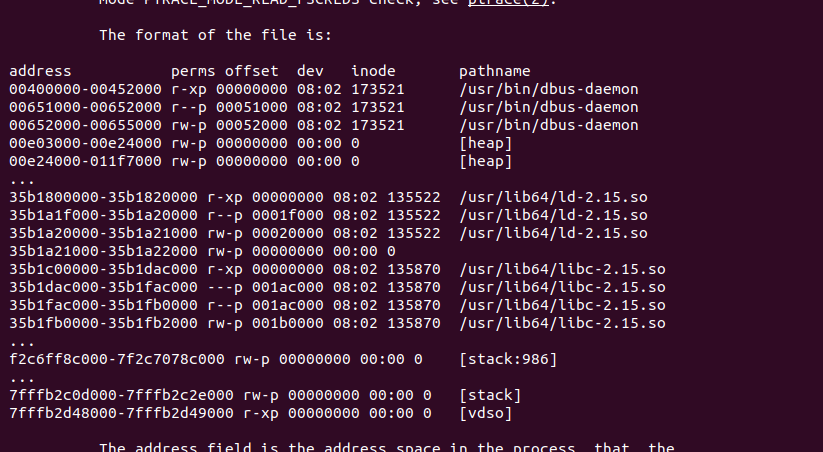 Mode PTRACE_MODE_READ_FSCREDS check; see ptrace(2).
The format of the file is:
address perms offset dev inode pathname
00400000-00452000 r-xp 00000000 08:02 173521 /usr/bin/dbus-daemon
00651000-00652000 r--p 00051000 08:02 173521 /usr/bin/dbus-daemon
00652000-00655000 rw-p 00052000 08:02 173521 /usr/bin/dbus-daemon
00e03000-00e24000 rw-p 00000000 00:00 0 [heap]
00e24000-011f7000 rw-p 00000000 00:00 0 [heap]
...
35b1800000-35b1820000 r-xp 00000000 08:02 135522 /usr/lib64/ld-2.15.so
35b1a1f000-35b1a20000 r--p 0001f000 08:02 135522 /usr/lib64/ld-2.15.so
35b1a20000-35b1a21000 rw-p 00020000 08:02 135522 /usr/lib64/ld-2.15.so
35b1a21000-35b1a22000 rw-p 00000000 00:00 0
35b1c00000-35b1dac000 r-xp 00000000 08:02 135870 /usr/lib64/libc-2.15.so
35b1dac000-35b1fac000 ---p 001ac000 08:02 135870 /usr/lib64/libc-2.15.so
35b1fac000-35b1fb0000 r--p 001ac000 08:02 135870 /usr/lib64/libc-2.15.so
35b1fb0000-35b1fb2000 rw-p 001b0000 08:02 135870 /usr/lib64/libc-2.15.so
...
f2c6ff8c000-7f2c7078c000 rw-p 00000000 00:00 0 [stack:986]
...
7fffb2c0d000-7fffb2c2e000 rw-p 00000000 00:00 0 [stack]
7fffb2d48000-7fffb2d49000 r-xp 00000000 00:00 0 [vdso]
The address field is the address space in the process that the